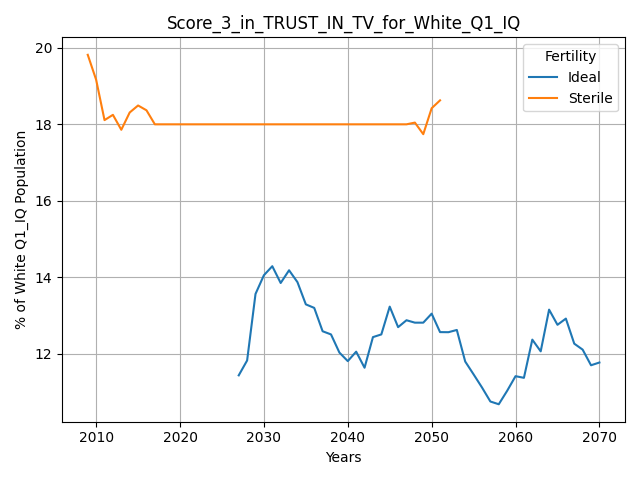 Score_3_in_TRUST_IN_TV_for_White_Q1_IQ
Fertility
Ideal
Sterile
% of White Q1_IQ Population
20
18
16
14
12
2010 2020 2030 2040 2050 2060 2070
Years